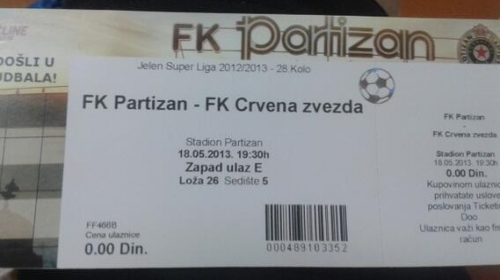 FK Partizan
DOŠLI U
UDBALA!
Jelen Super Liga 2012/2013 - 28.Kolo
FK Partizan - FK Crvena zvezda
Stadion Partizan
18.05.2013. 19:30h
Zapad ulaz E
Loža 26 Sedište 5
FF466B
Cena ulaznice
0.00 Din.
000489103352
FK Partizan
-
FK Crvena zvezda
Stadion Partizan
18.05.2013. 19:30h
0.00 Din.
Kupovinom ulaznic
prihvatate uslove
poslovanja Tickets
Doo
Ulaznica važi kao fis
račun